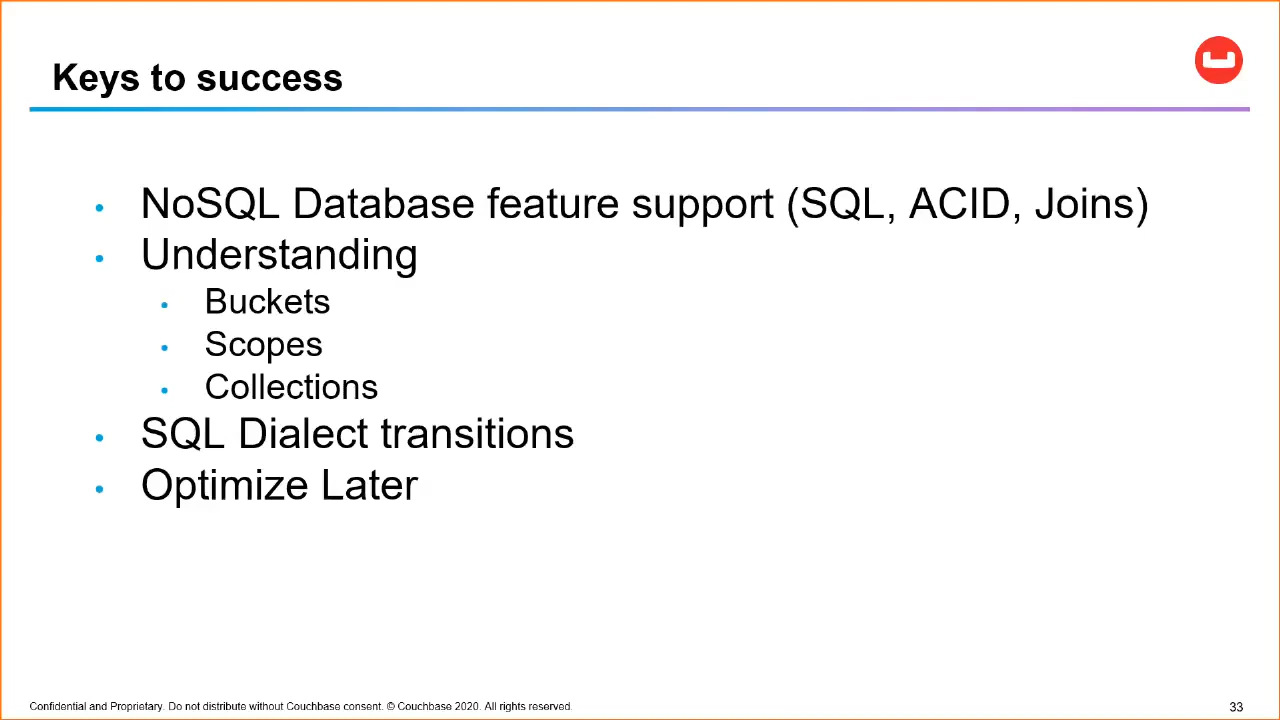 Keys to success
• NoSQL Database feature support (SQL, ACID, Joins)
• Understanding
• Buckets
• Scopes
• Collections
• SQL Dialect transitions
• Optimize Later
Confidential and Proprietary. Do not distribute without Couchbase consent. © Couchbase 2020. All rights reserved.
33